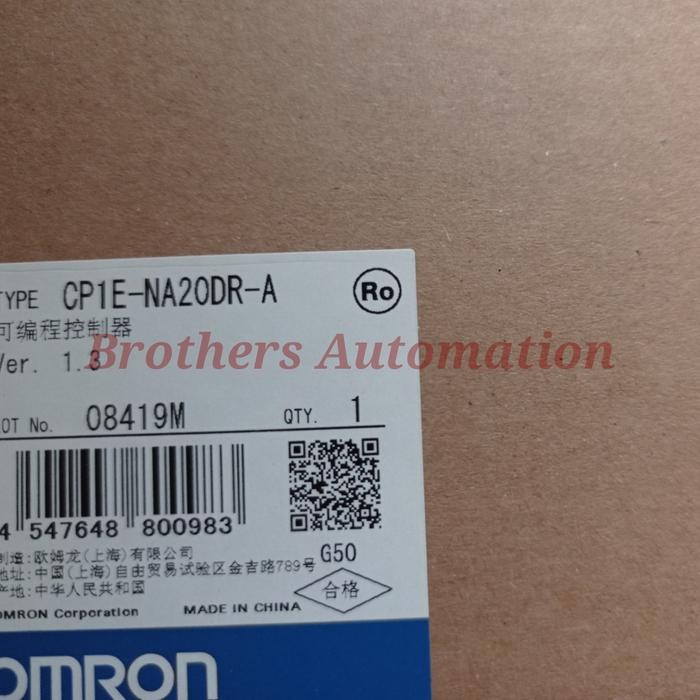 TYPE CP1E-NA20DR-A Ro
可编程控制器
Ver. 1.3
Brothers Automation
LOT No. 08419M QTY. 1
4 547648 800983
制造:欧姆龙(上海)有限公司 G50
地址:中国(上海)自由贸易试验区金吉路789号
产地:中华人民共和国 合格
OMRON Corporation MADE IN CHINA
OMRON